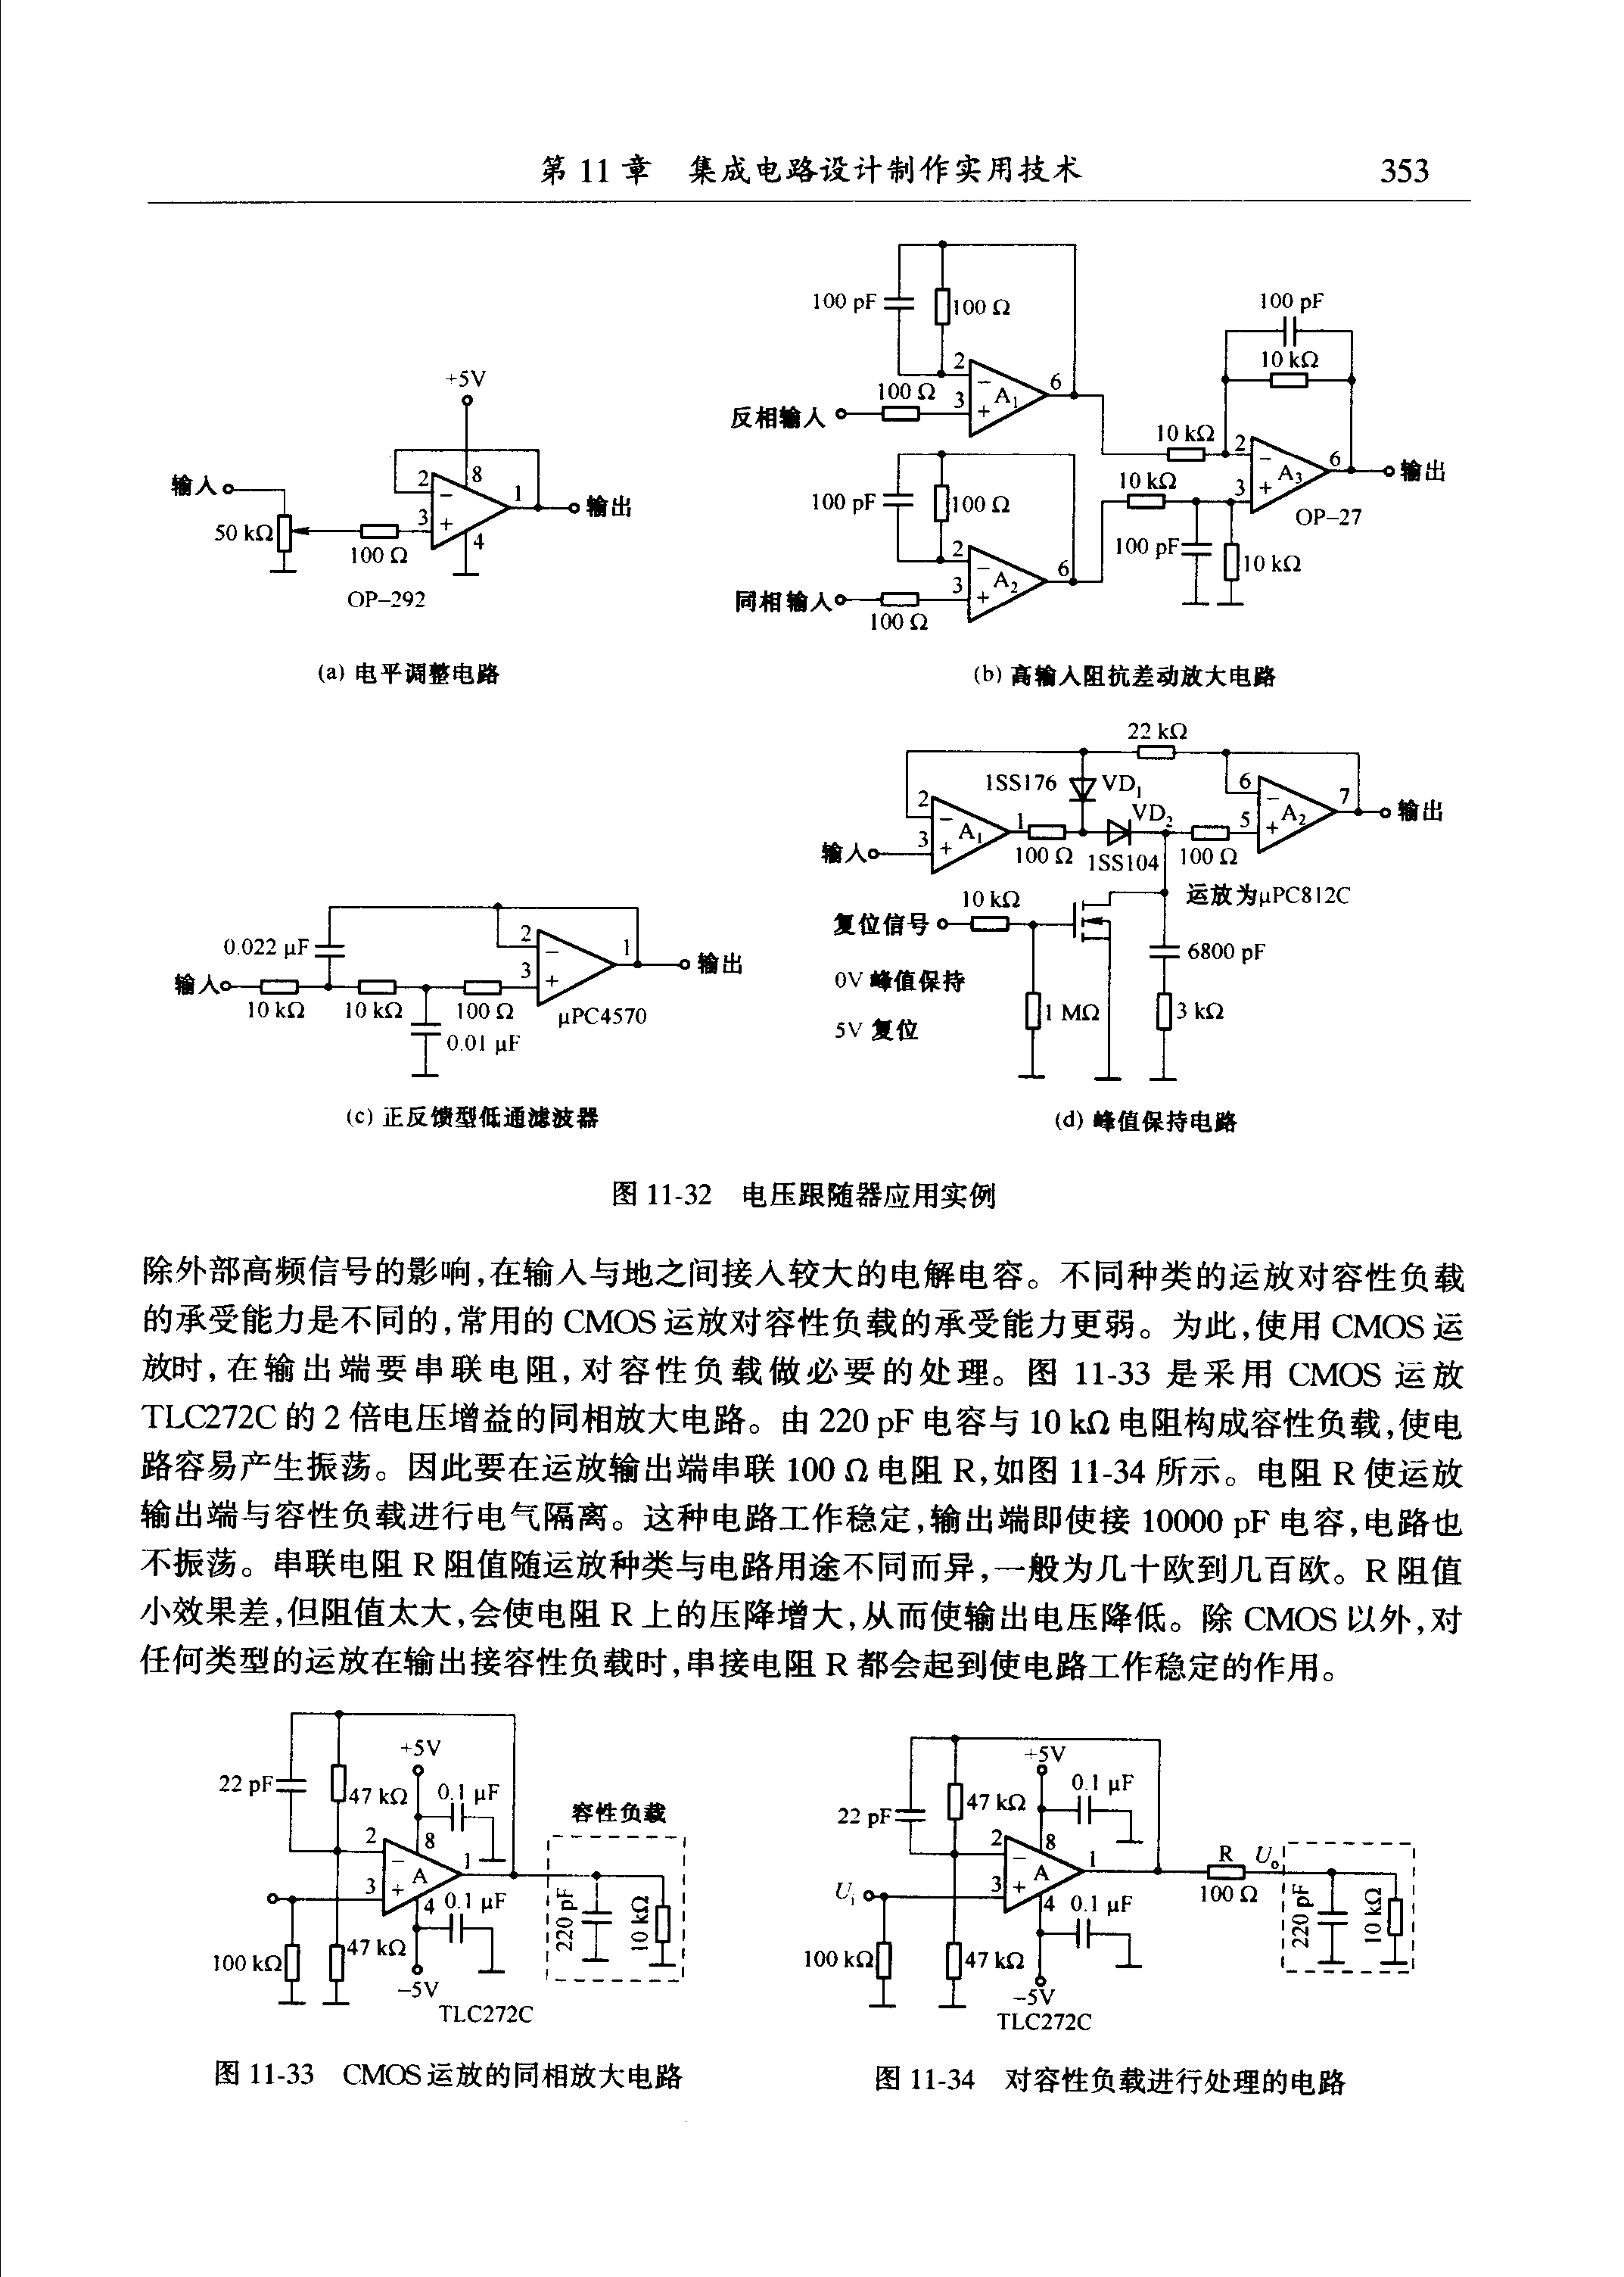 第 11 章 集成电路设计制作实用技术 353
+5V
输入
50 kΩ
100 Ω
2
3
8
1
4
输出
OP-292
(a) 电平调整电路
100 pF
100 Ω
2
100 Ω
3
A1
6
反相输入
100 pF
100 Ω
2
3
A2
6
同相输入
100 Ω
100 pF
10 kΩ
10 kΩ
2
10 kΩ
3
A3
6
输出
OP-27
100 pF
10 kΩ
(b) 高输入阻抗差动放大电路
0.022 μF
输入
10 kΩ
10 kΩ
100 Ω
0.01 μF
2
3
1
输出
μPC4570
(c) 正反馈型低通滤波器
22 kΩ
1SS176
VD1
2
3
A1
1
输入
100 Ω
VD2
1SS104
100 Ω
6
5
A2
7
输出
运放为μPC812C
10 kΩ
复位信号
6800 pF
0V 峰值保持
1 MΩ
3 kΩ
5V 复位
(d) 峰值保持电路
图 11-32 电压跟随器应用实例
除外部高频信号的影响,在输入与地之间接入较大的电解电容。不同种类的运放对容性负载
的承受能力是不同的,常用的 CMOS 运放对容性负载的承受能力更弱。为此,使用 CMOS 运
放时,在输出端要串联电阻,对容性负载做必要的处理。图 11-33 是采用 CMOS 运放
TLC272C 的 2 倍电压增益的同相放大电路。由 220 pF 电容与 10 kΩ 电阻构成容性负载,使电
路容易产生振荡。因此要在运放输出端串联 100 Ω 电阻 R,如图 11-34 所示。电阻 R 使运放
输出端与容性负载进行电气隔离。这种电路工作稳定,输出端即使接 10000 pF 电容,电路也
不振荡。串联电阻 R 阻值随运放种类与电路用途不同而异,一般为几十欧到几百欧。R 阻值
小效果差,但阻值太大,会使电阻 R 上的压降增大,从而使输出电压降低。除 CMOS 以外,对
任何类型的运放在输出接容性负载时,串接电阻 R 都会起到使电路工作稳定的作用。
+5V
22 pF
47 kΩ
0.1 μF
容性负载
2
8
3
A
1
4
0.1 μF
220 pF
10 kΩ
100 kΩ
47 kΩ
-5V
TLC272C
图 11-33 CMOS 运放的同相放大电路
+5V
22 pF
47 kΩ
0.1 μF
2
8
3
A
1
4
0.1 μF
Ui
R
Uo
100 Ω
220 pF
10 kΩ
100 kΩ
47 kΩ
-5V
TLC272C
图 11-34 对容性负载进行处理的电路